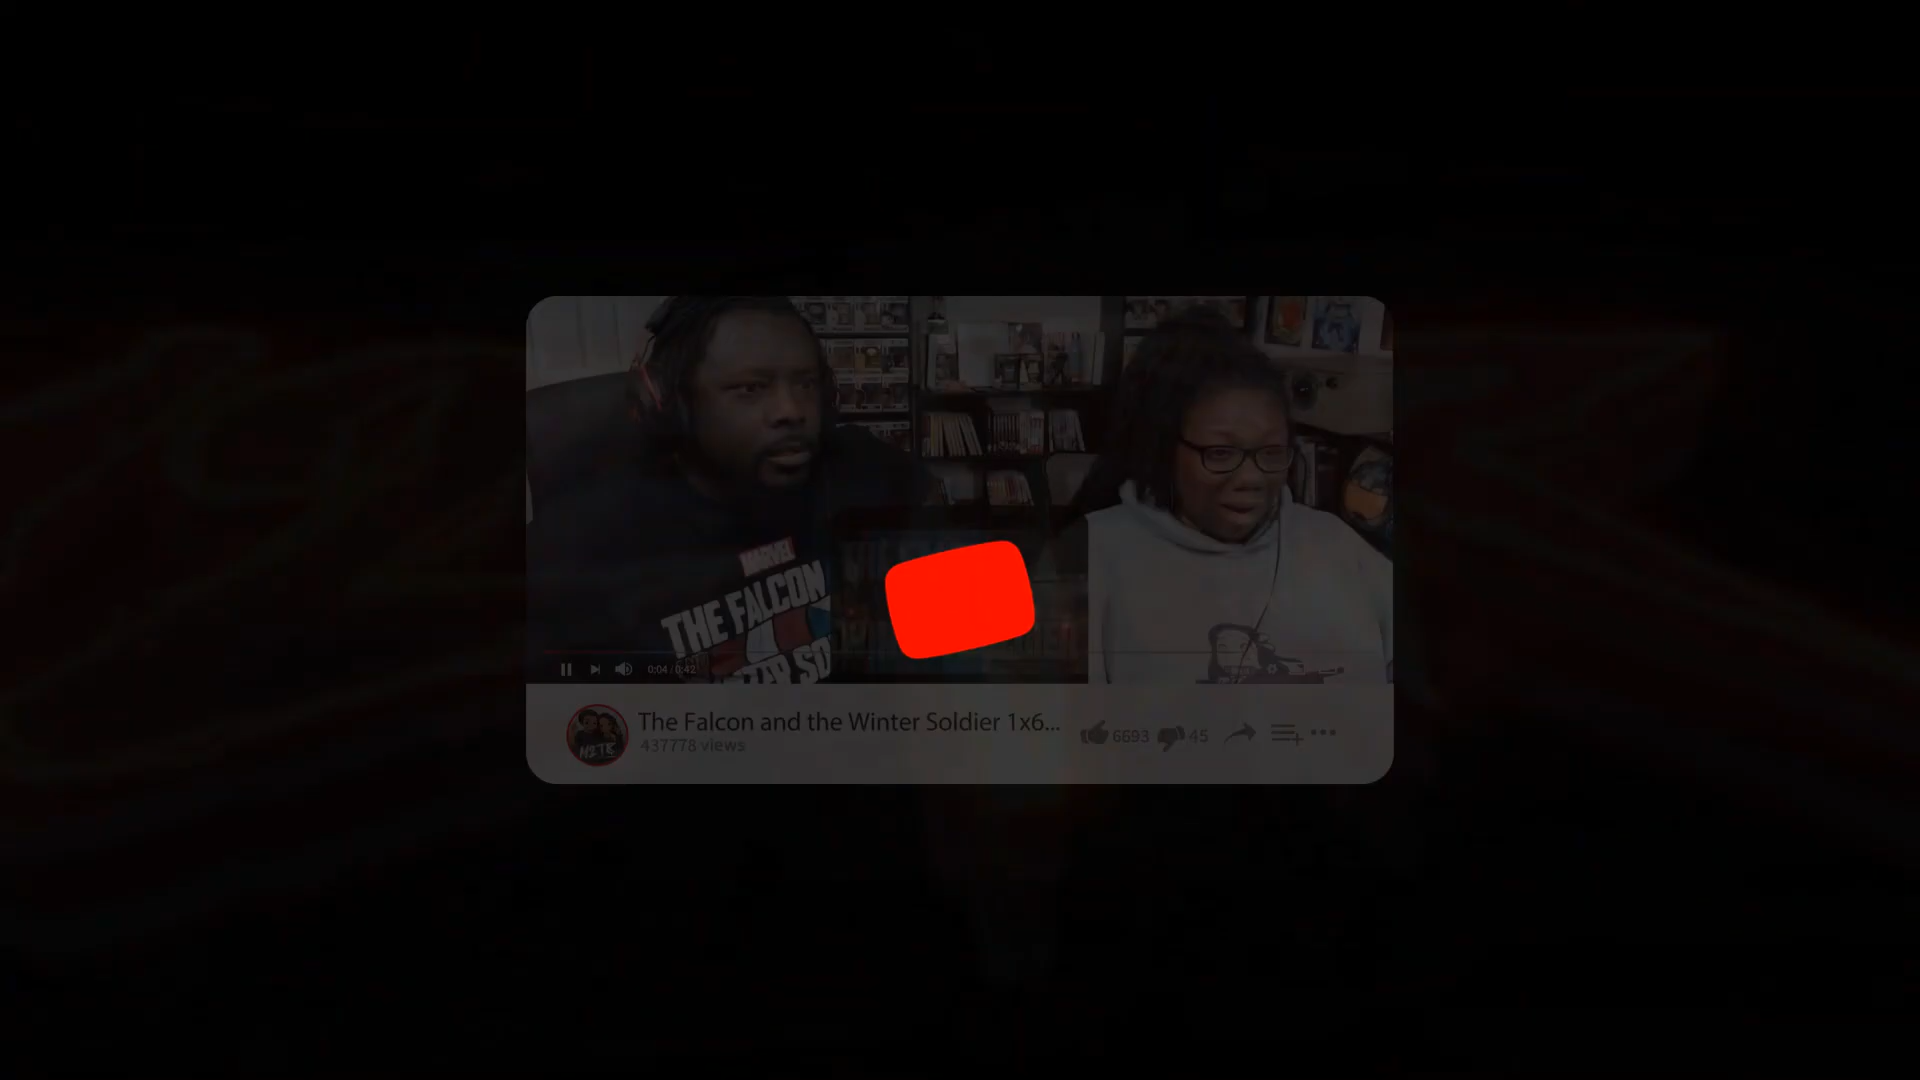 MARVEL
THE FALCON
0:04 / 0:42
The Falcon and the Winter Soldier 1x6...
437778 views
6693
45